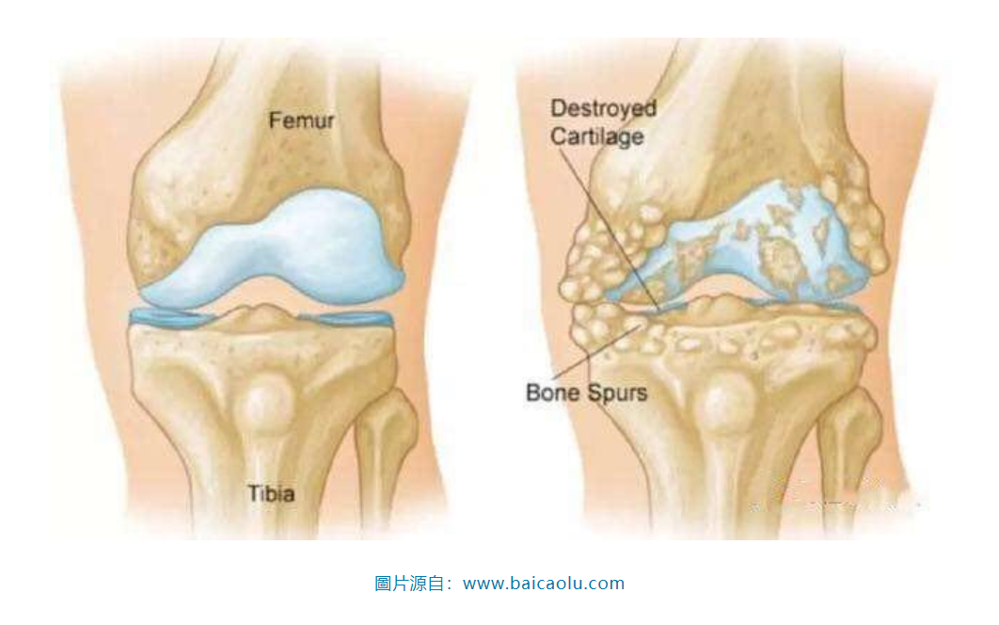 Femur
Tibia
Destroyed
Cartilage
Bone Spurs
圖片源自：www.baicaolu.com